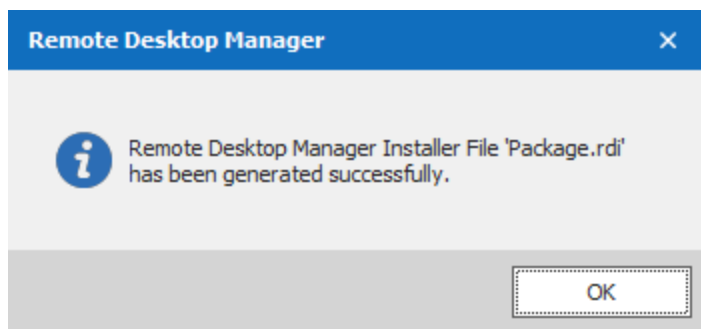 Remote Desktop Manager
Remote Desktop Manager Installer File 'Package.rdi'
has been generated successfully.
OK